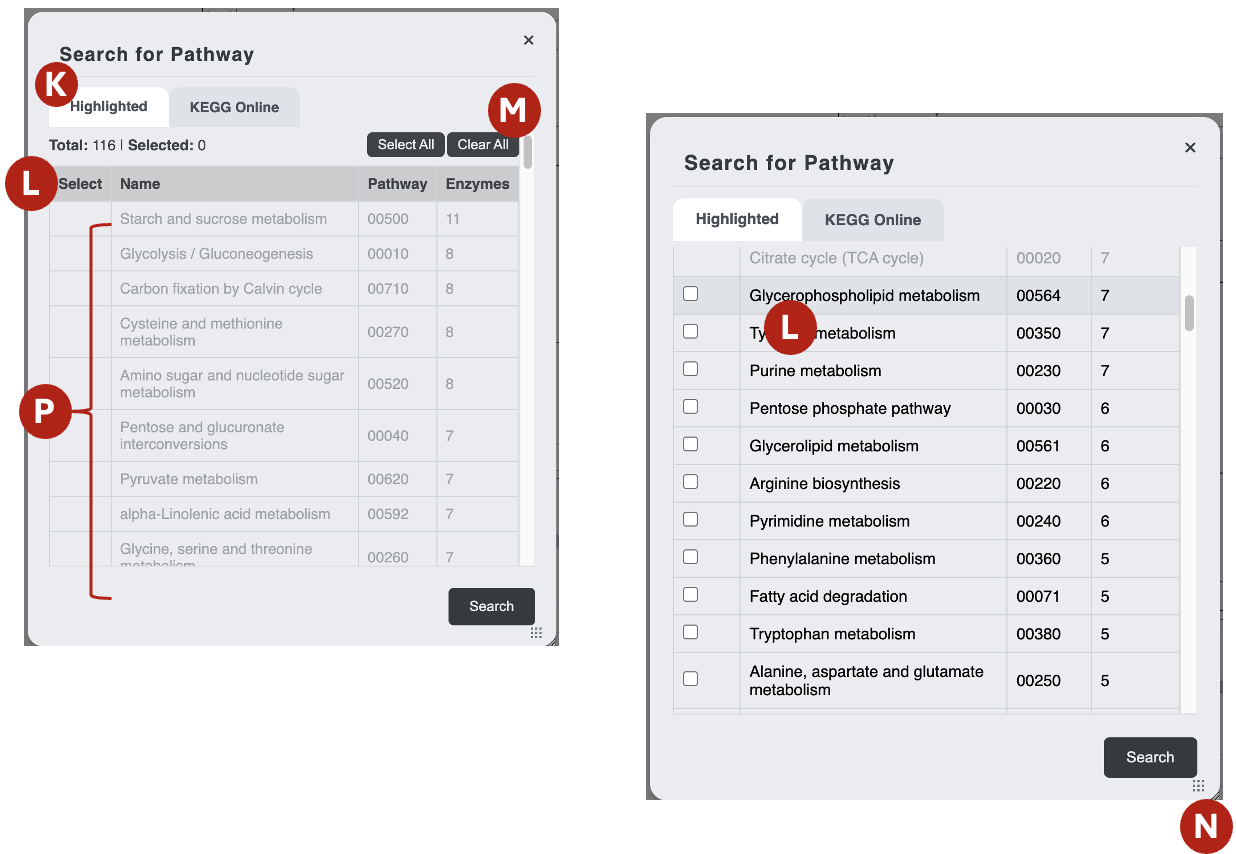 Search for Pathway
×
K
Highlighted
KEGG Online
M
Total: 116 | Selected: 0
Select All
Clear All
L
Select Name Pathway Enzymes
Starch and sucrose metabolism 00500 11
Glycolysis / Gluconeogenesis 00010 8
Carbon fixation by Calvin cycle 00710 8
Cysteine and methionine
metabolism 00270 8
Amino sugar and nucleotide sugar
metabolism 00520 8
P
Pentose and glucuronate
interconversions 00040 7
Pyruvate metabolism 00620 7
alpha-Linolenic acid metabolism 00592 7
Glycine, serine and threonine
metabolism 00260 7
Search
Search for Pathway
×
Highlighted
KEGG Online
Citrate cycle (TCA cycle) 00020 7
Glycerophospholipid metabolism 00564 7
L
metabolism 00350 7
Purine metabolism 00230 7
Pentose phosphate pathway 00030 6
Glycerolipid metabolism 00561 6
Arginine biosynthesis 00220 6
Pyrimidine metabolism 00240 6
Phenylalanine metabolism 00360 5
Fatty acid degradation 00071 5
Tryptophan metabolism 00380 5
Alanine, aspartate and glutamate
metabolism 00250 5
Search
N